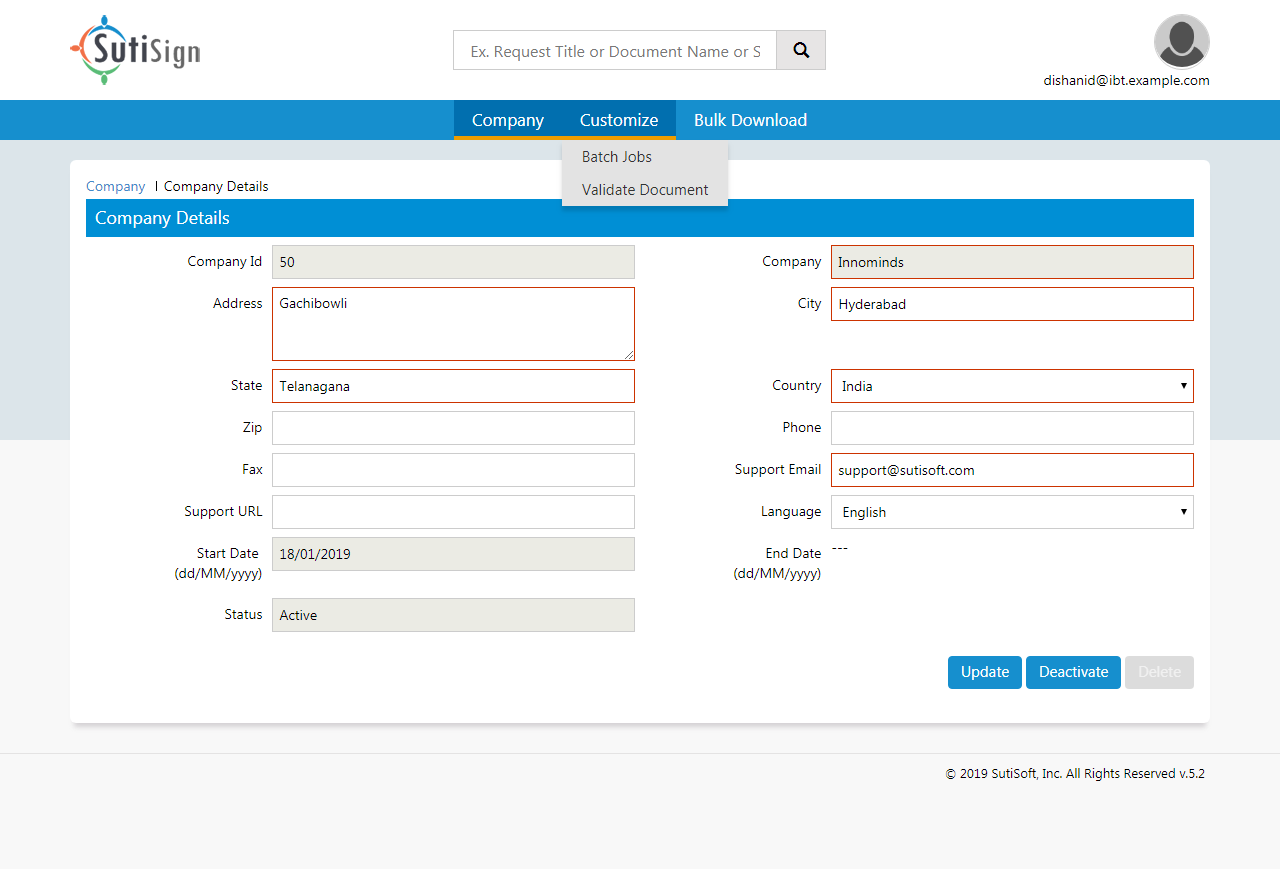 SutiSign
Ex. Request Title or Document Name or S
dishanid@ibt.example.com
Company Customize Bulk Download
Batch Jobs
Validate Document
Company | Company Details
Company Details
Company Id 50 Company Innominds
Address Gachibowli City Hyderabad
State Telanagana Country India
Zip Phone
Fax Support Email support@sutisoft.com
Support URL Language English
Start Date 18/01/2019 End Date ---
(dd/MM/yyyy) (dd/MM/yyyy)
Status Active
Update Deactivate Delete
© 2019 SutiSoft, Inc. All Rights Reserved v.5.2